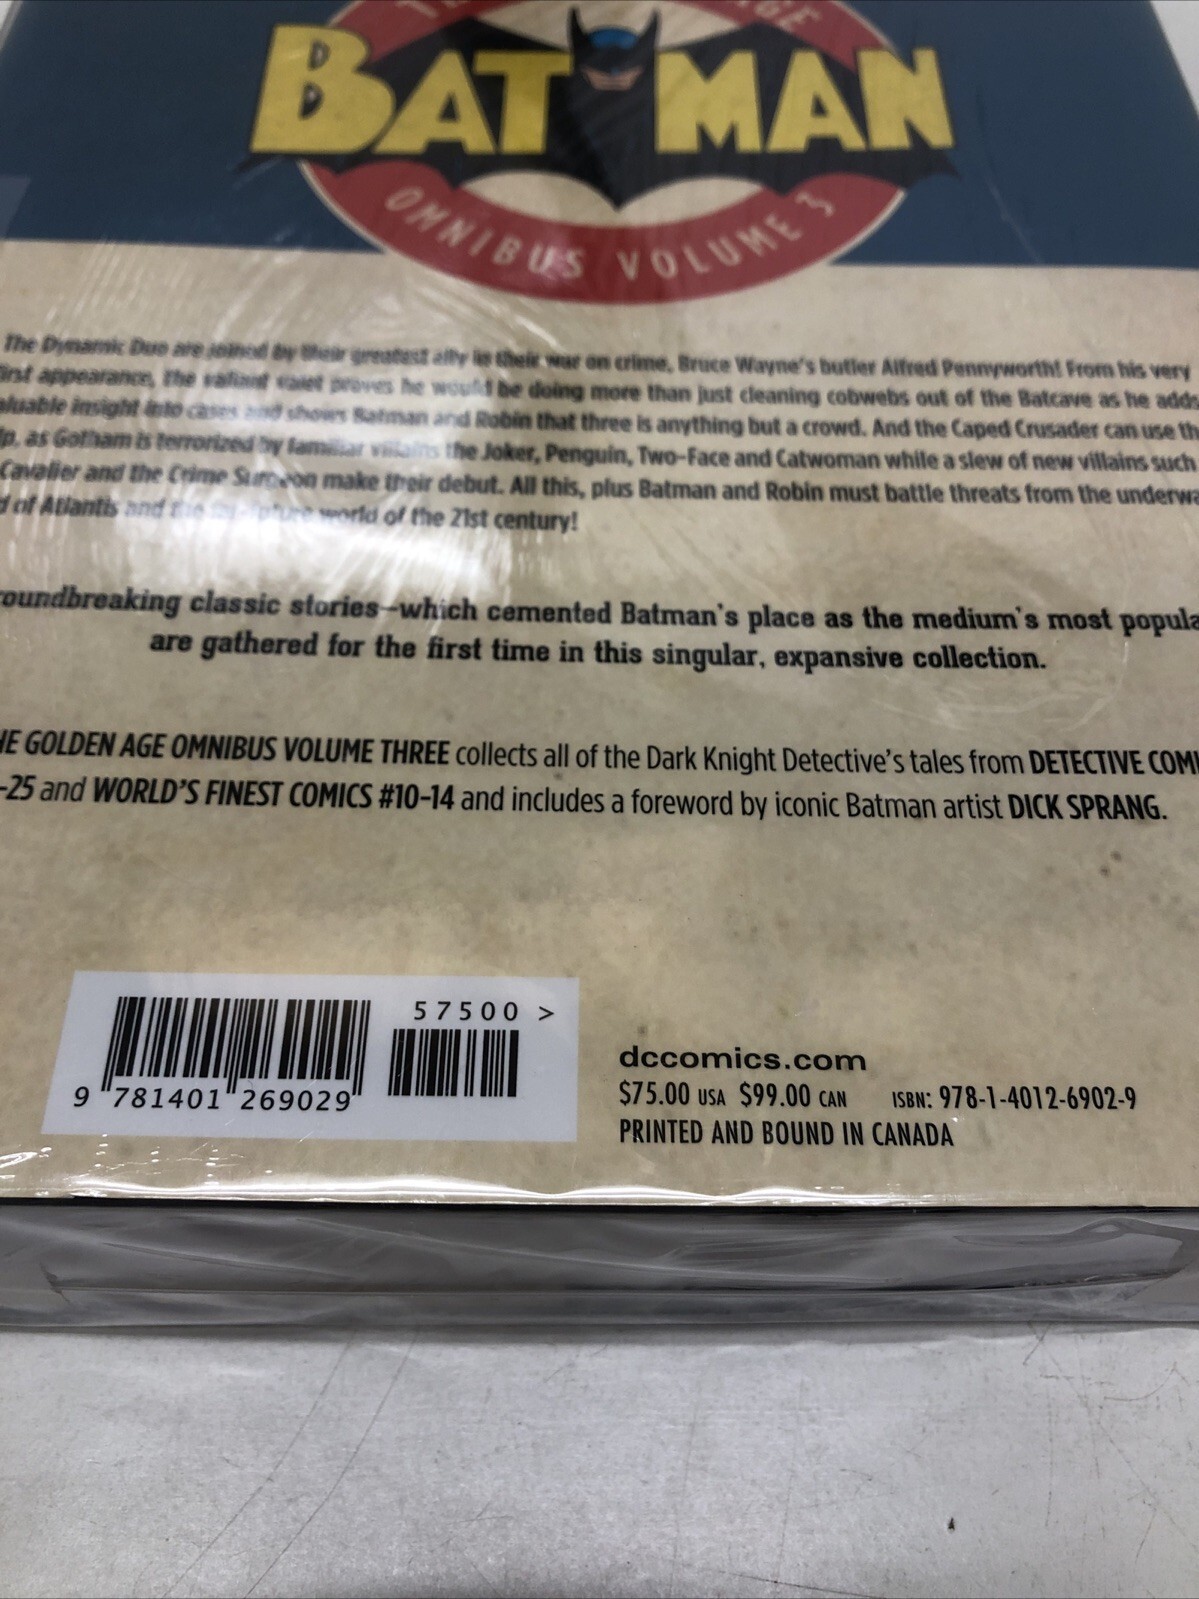 BATMAN
OMNIBUS VOLUME 3
The Dynamic Duo are joined by their greatest ally in their war on crime, Bruce Wayne's butler Alfred Pennyworth! From his very
first appearance, the valiant valet proves he would be doing more than just cleaning cobwebs out of the Batcave as he adds
insight into cases and shows Batman and Robin that three is anything but a crowd. And the Caped Crusader can use th
as Gotham is terrorized by familiar villains the Joker, Penguin, Two-Face and Catwoman while a slew of new villains such
Cavalier and the Crime Surgeon make their debut. All this, plus Batman and Robin must battle threats from the underwa
of Atlantis and the world of the 21st century!
roundbreaking classic stories—which cemented Batman's place as the medium's most popula
are gathered for the first time in this singular, expansive collection.
HE GOLDEN AGE OMNIBUS VOLUME THREE collects all of the Dark Knight Detective's tales from DETECTIVE COMI
-25 and WORLD'S FINEST COMICS #10-14 and includes a foreword by iconic Batman artist DICK SPRANG.
57500 >
9 781401 269029
dccomics.com
$75.00 USA $99.00 CAN ISBN: 978-1-4012-6902-9
PRINTED AND BOUND IN CANADA